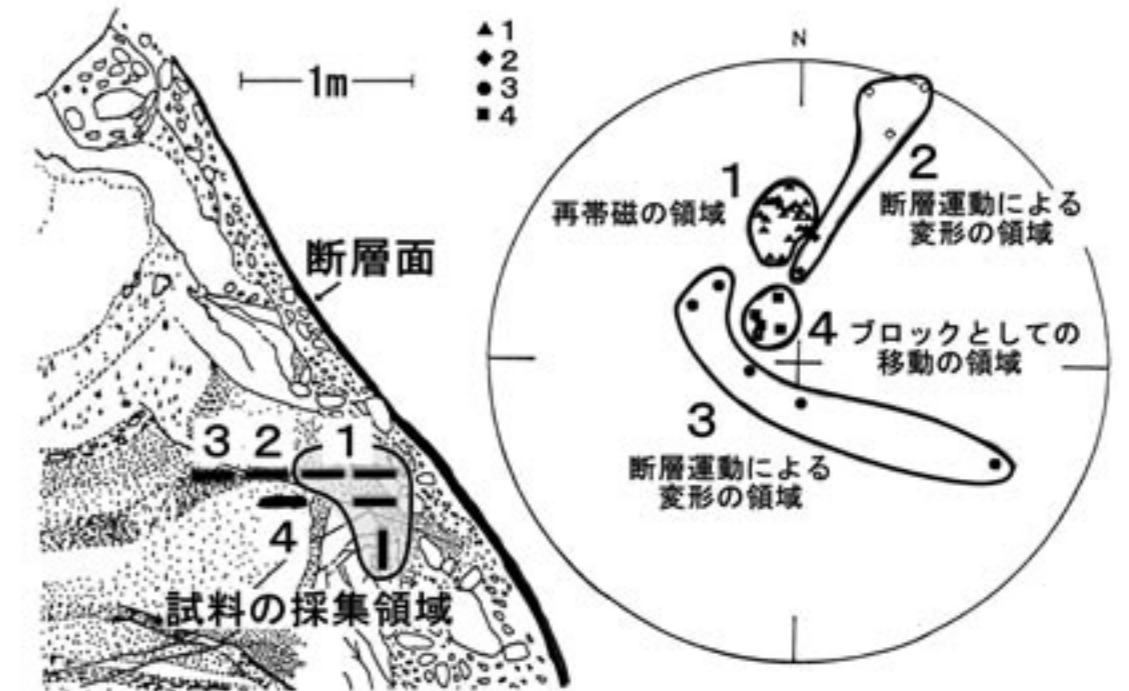 ▲1
◆2
●3
■4
1m
断層面
3 2 1
4
試料の採集領域
N
1
再帯磁の領域
2
断層運動による
変形の領域
4 ブロックとしての
移動の領域
3
断層運動による
変形の領域